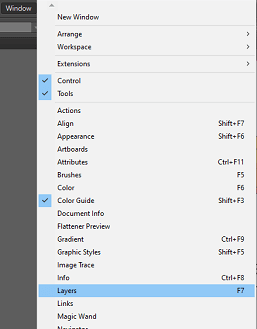 Window
New Window
Arrange
Workspace
Extensions
Control
Tools
Actions
Align Shift+F7
Appearance Shift+F6
Artboards
Attributes Ctrl+F11
Brushes F5
Color F6
Color Guide Shift+F3
Document Info
Flattener Preview
Gradient Ctrl+F9
Graphic Styles Shift+F5
Image Trace
Info Ctrl+F8
Layers F7
Links
Magic Wand
Navigator